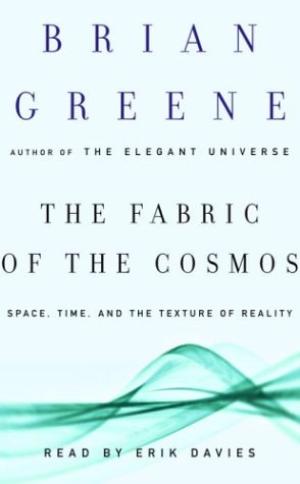 BRIAN
GREENE
AUTHOR OF THE ELEGANT UNIVERSE
THE FABRIC
OF THE COSMOS
SPACE, TIME, AND THE TEXTURE OF REALITY
READ BY ERIK DAVIES